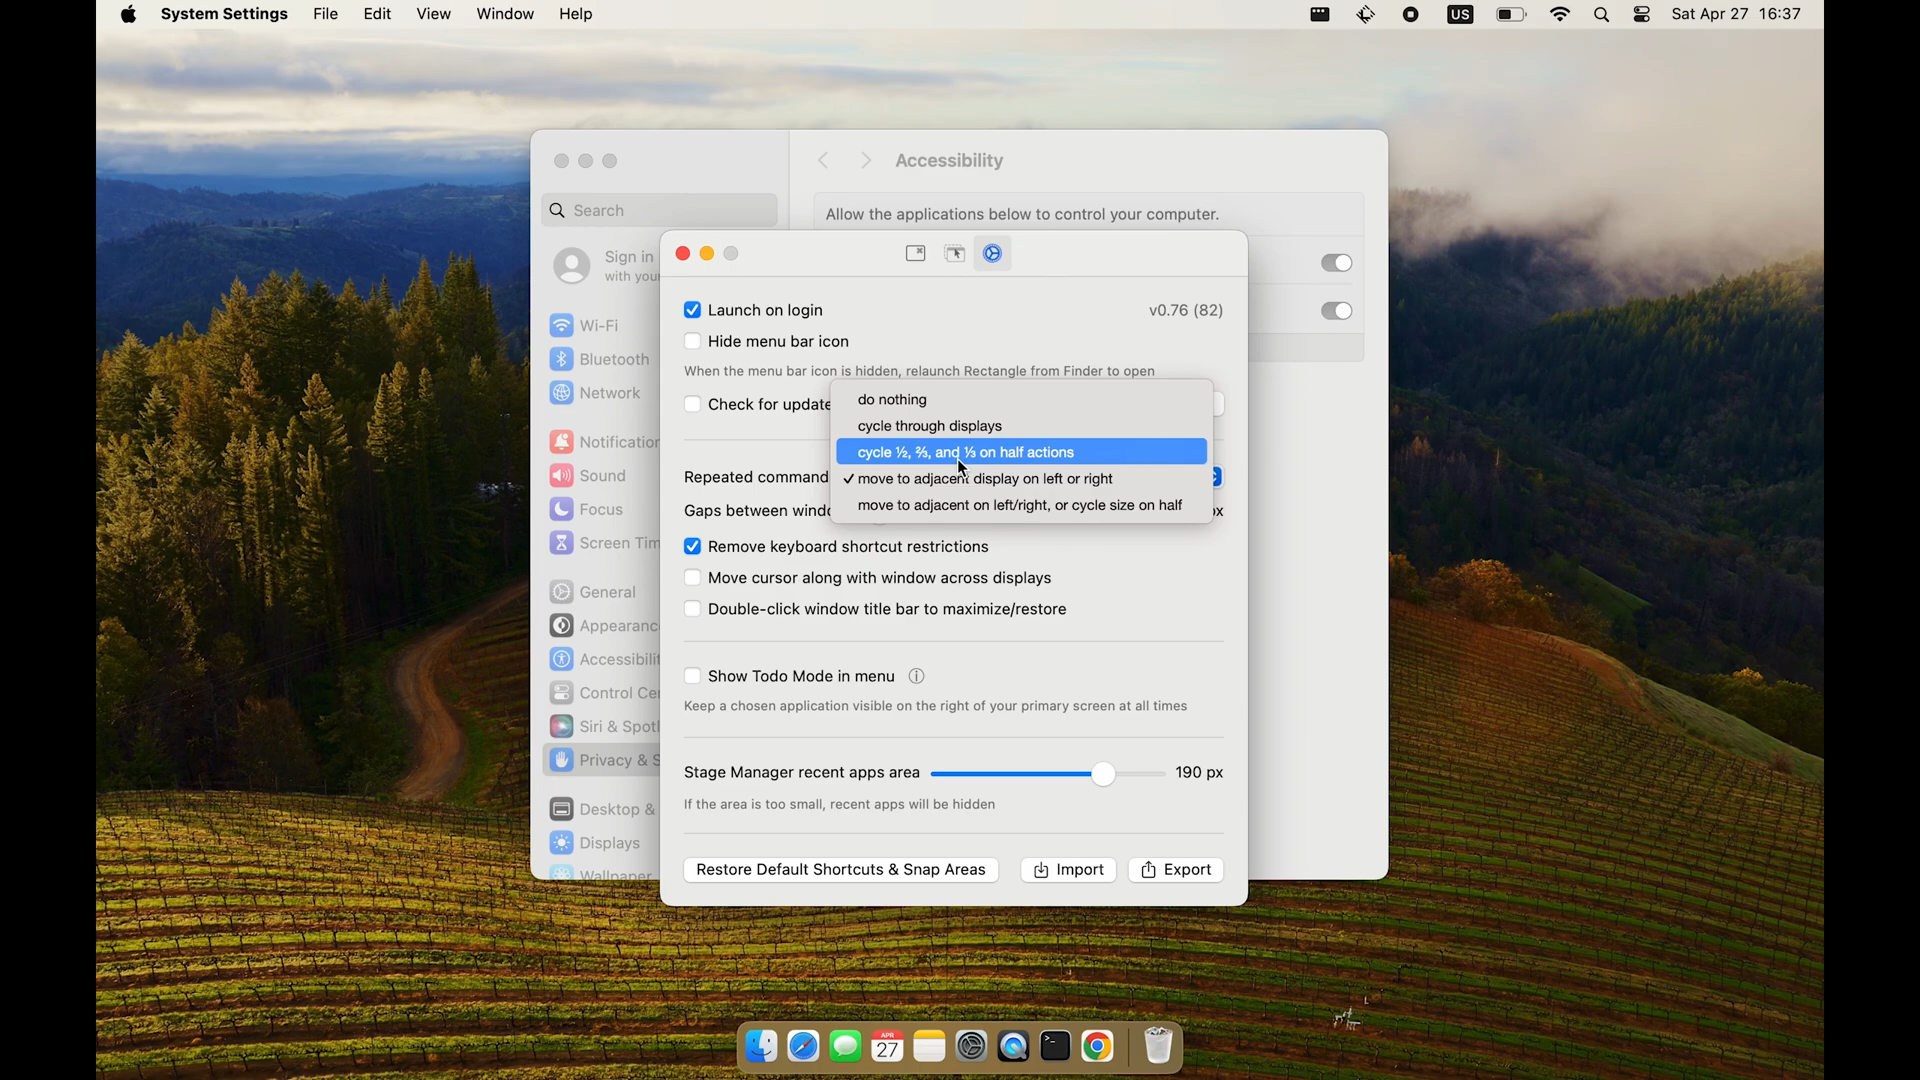 System Settings File Edit View Window Help US Sat Apr 27 16:37
Accessibility
Search
Allow the applications below to control your computer.
Sign in
with your
Wi-Fi
Bluetooth
Network
Notification
Sound
Focus
Screen Tim
General
Appearanc
Accessibilit
Control Ce
Siri & Spotl
Privacy & S
Desktop &
Displays
Wallpaper
Launch on login v0.76 (82)
Hide menu bar icon
When the menu bar icon is hidden, relaunch Rectangle from Finder to open
Check for update
do nothing
cycle through displays
cycle ½, ⅔, and ⅓ on half actions
✓ move to adjacent display on left or right
move to adjacent on left/right, or cycle size on half
Repeated command
Gaps between windo px
Remove keyboard shortcut restrictions
Move cursor along with window across displays
Double-click window title bar to maximize/restore
Show Todo Mode in menu
Keep a chosen application visible on the right of your primary screen at all times
Stage Manager recent apps area 190 px
If the area is too small, recent apps will be hidden
Restore Default Shortcuts & Snap Areas Import Export
APR
27